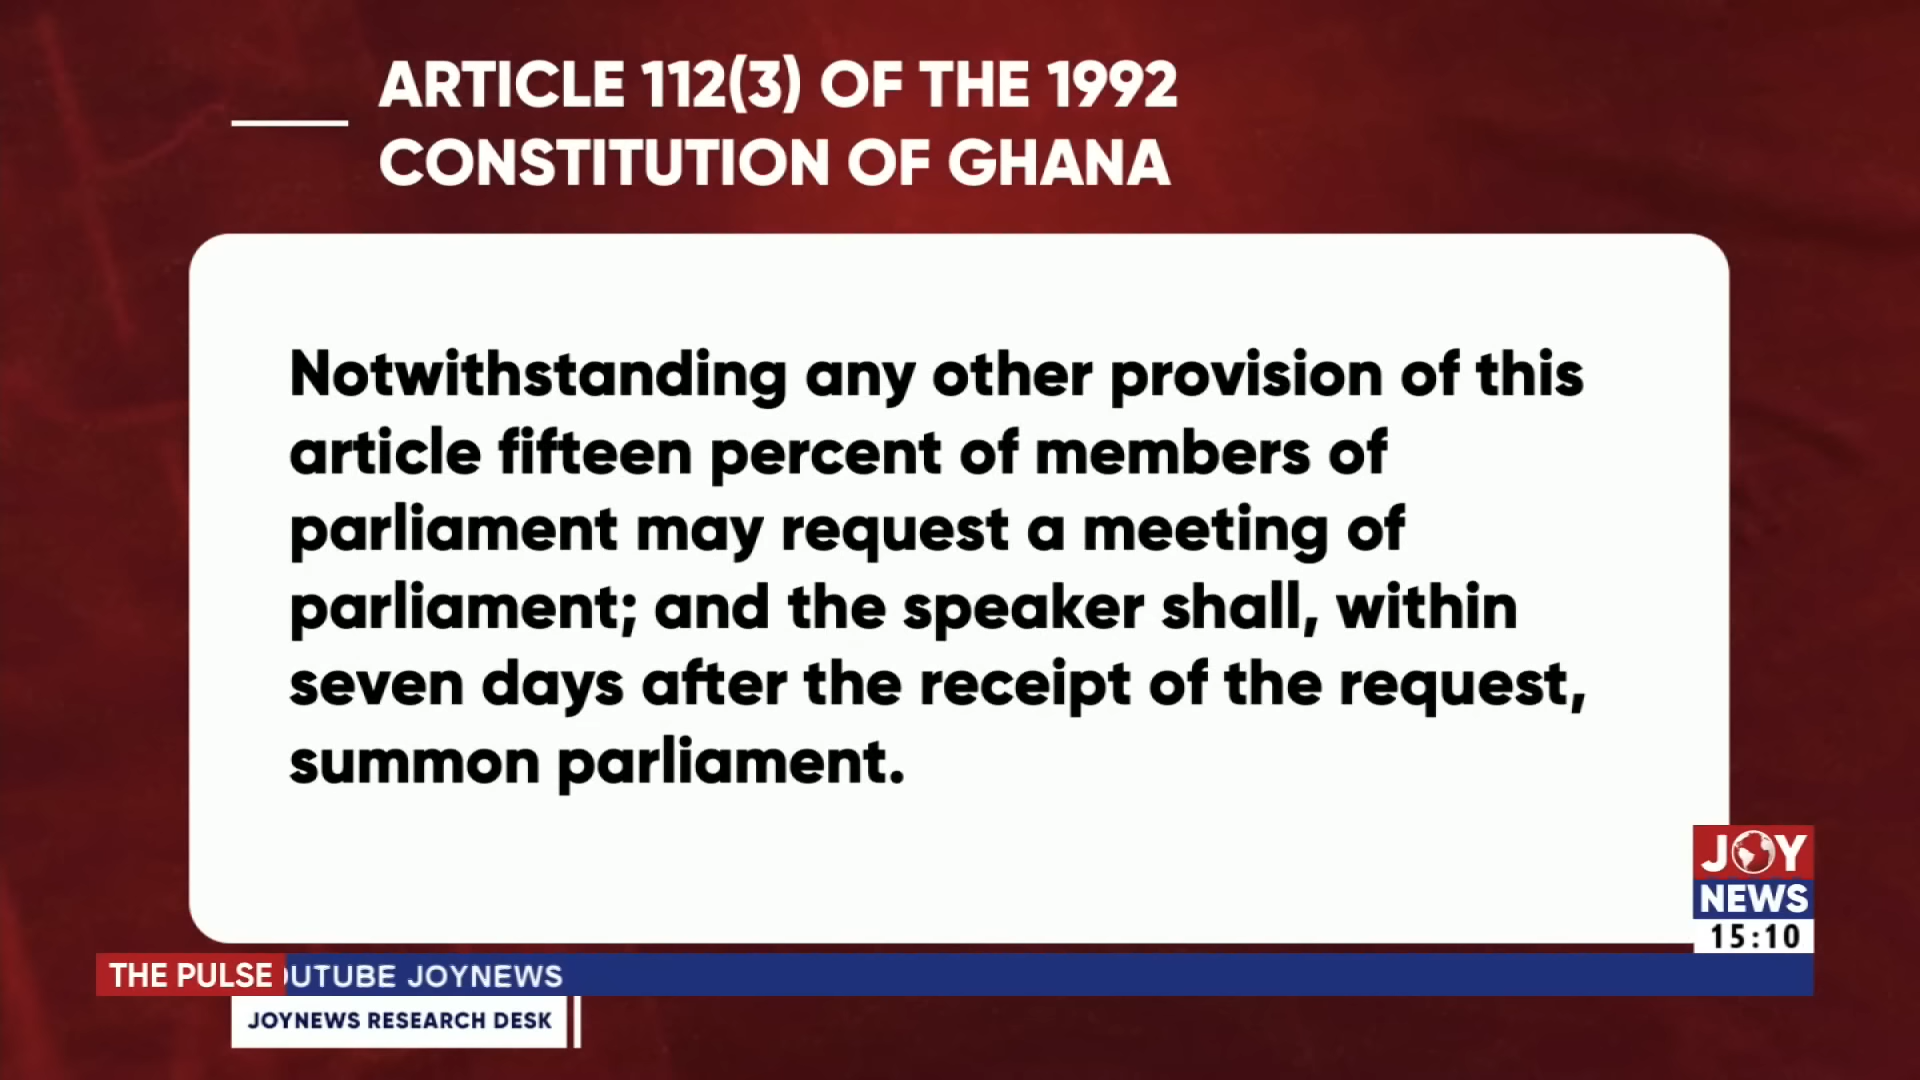 ARTICLE 112(3) OF THE 1992
CONSTITUTION OF GHANA
Notwithstanding any other provision of this
article fifteen percent of members of
parliament may request a meeting of
parliament; and the speaker shall, within
seven days after the receipt of the request,
summon parliament.
JOY
NEWS
15:10
THE PULSE OUTUBE JOYNEWS
JOYNEWS RESEARCH DESK